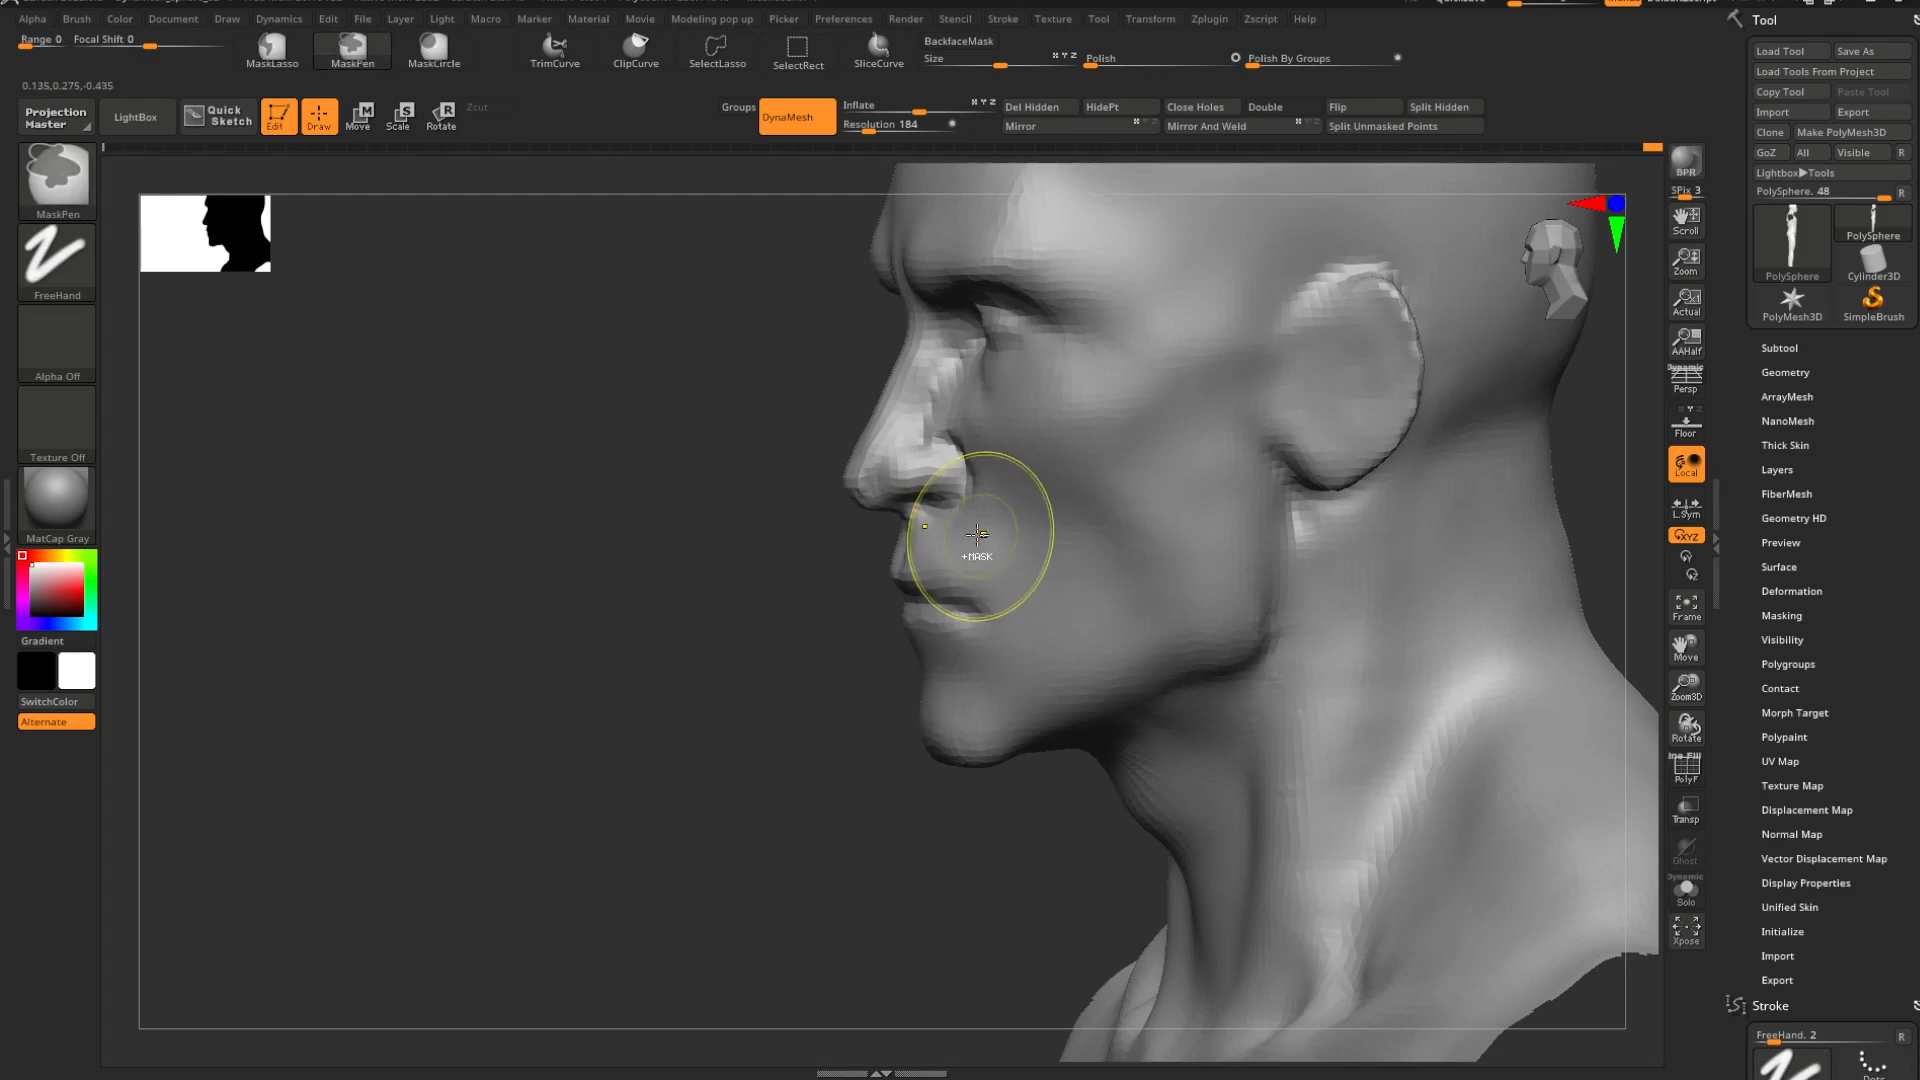 Alpha Brush Color Document Draw Dynamics Edit File Layer Light Macro Marker Material Movie Modeling pop up Picker Preferences Render Stencil Stroke Texture Tool Transform Zplugin Zscript Help
Tool
Range 0 Focal Shift 0
MaskLasso MaskPen MaskCircle TrimCurve ClipCurve SelectLasso SelectRect SliceCurve
BackfaceMask
Size X Y Z Polish Polish By Groups
0.135,0.275,-0.435
Projection Master
LightBox
Quick Sketch
Edit Draw Move Scale Rotate
Zcut
Groups DynaMesh Inflate X Y Z Del Hidden HidePt Close Holes Double Flip Split Hidden
Resolution 184 Mirror Mirror And Weld Split Unmasked Points
Load Tool Save As
Load Tools From Project
Copy Tool Paste Tool
Import Export
Clone Make PolyMesh3D
GoZ All Visible R
Lightbox▶Tools
PolySphere. 48 R
PolySphere
PolySphere Cylinder3D
PolyMesh3D SimpleBrush
MaskPen
FreeHand
Alpha Off
Texture Off
MatCap Gray
Gradient
SwitchColor
Alternate
+MASK
BPR
SPix 3
Scroll
Zoom
Actual
AAHalf
Dynamic
Persp
Floor
Local
L.Sym
XYZ
Frame
Move
Zoom3D
Rotate
PolyF
Transp
Ghost
Dynamic
Solo
Xpose
Subtool
Geometry
ArrayMesh
NanoMesh
Thick Skin
Layers
FiberMesh
Geometry HD
Preview
Surface
Deformation
Masking
Visibility
Polygroups
Contact
Morph Target
Polypaint
UV Map
Texture Map
Displacement Map
Normal Map
Vector Displacement Map
Display Properties
Unified Skin
Initialize
Import
Export
Stroke
FreeHand. 2 R